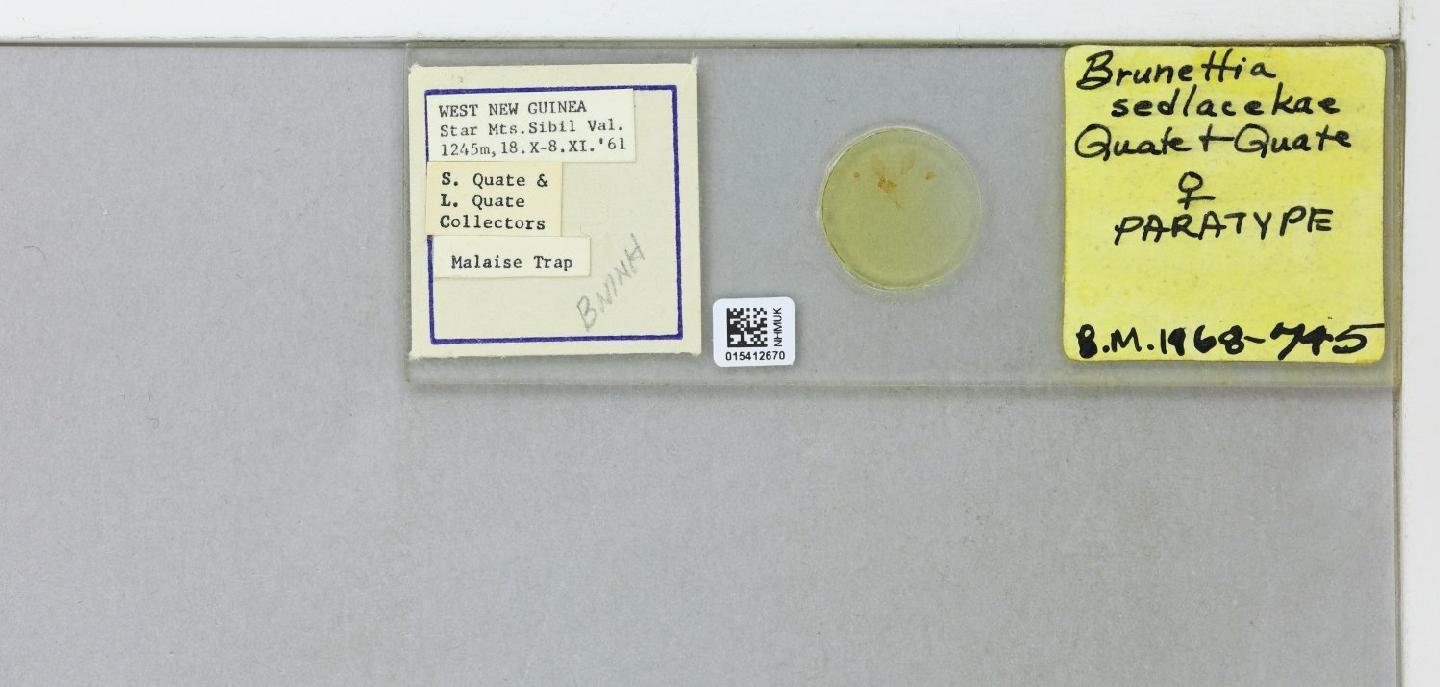 WEST NEW GUINEA
Star Mts.Sibil Val.
1245m,18.X-8.XI.'61
S. Quate &
L. Quate
Collectors
Malaise Trap
BMNH
NHMUK
015412670
Brunettia
sedlacekae
Quate + Quate
♀
PARATYPE
B.M.1968-745